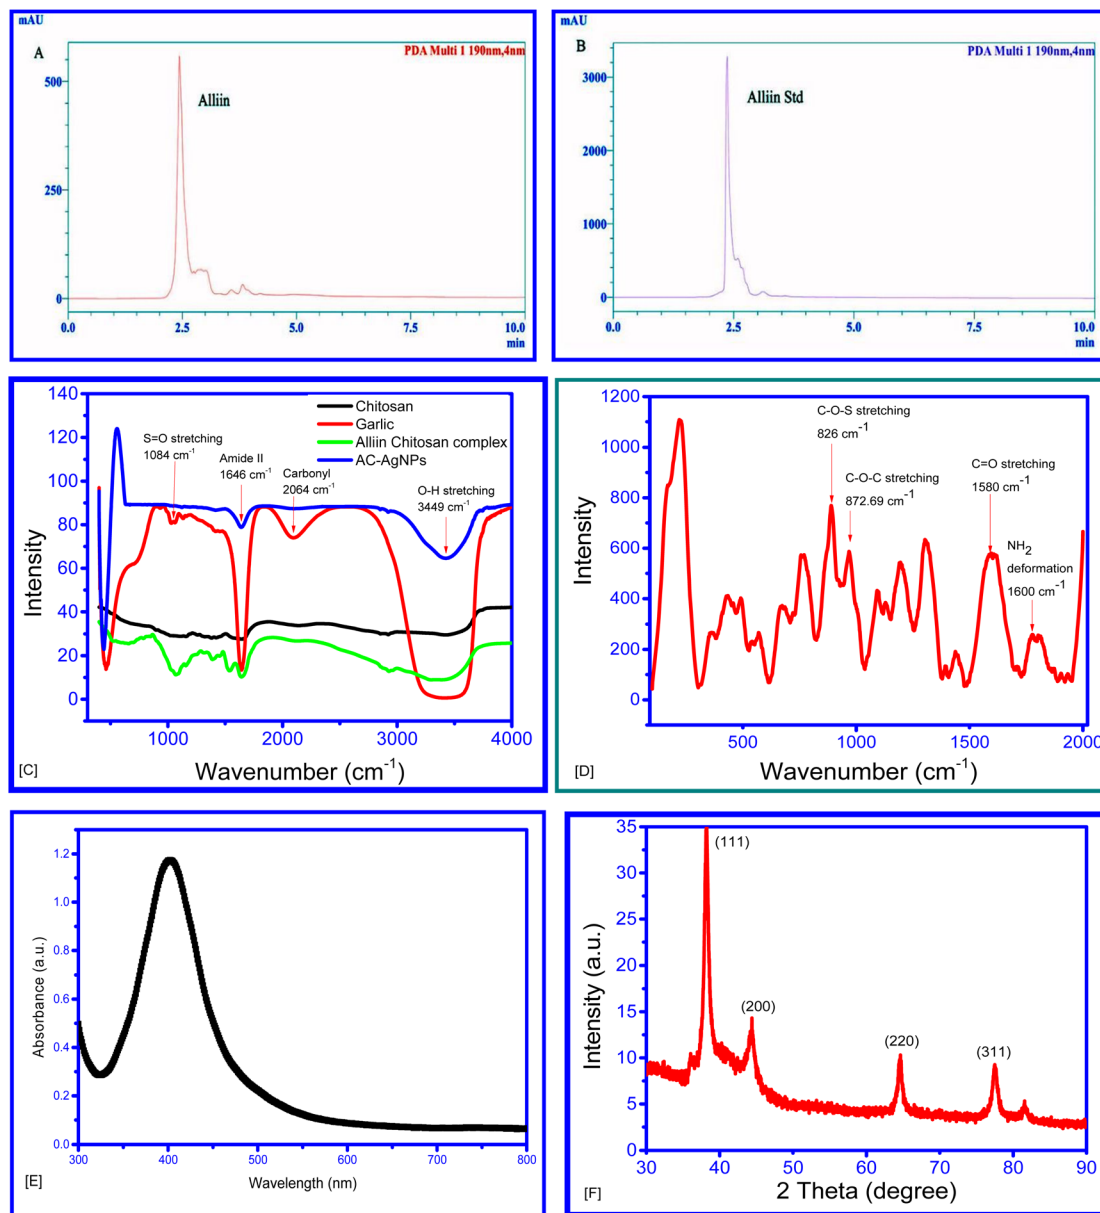 mAU
A
PDA Multi 1 190nm,4nm
Alliin
500
250
0
0.0 2.5 5.0 7.5 10.0
min
mAU
B
PDA Multi 1 190nm,4nm
Alliin Std
3000
2000
1000
0
0.0 2.5 5.0 7.5 10.0
min
140
120
100
80
60
40
20
0
Intensity
Chitosan
Garlic
Alliin Chitosan complex
AC-AgNPs
S=O stretching
1084 cm⁻¹
Amide II
1646 cm⁻¹
Carbonyl
2064 cm⁻¹
O-H stretching
3449 cm⁻¹
1000 2000 3000 4000
Wavenumber (cm⁻¹)
[C]
1200
1000
800
600
400
200
0
Intensity
C-O-S stretching
826 cm⁻¹
C-O-C stretching
872.69 cm⁻¹
C=O stretching
1580 cm⁻¹
NH₂
deformation
1600 cm⁻¹
500 1000 1500 2000
Wavenumber (cm⁻¹)
[D]
1.2
1.0
0.8
0.6
0.4
0.2
0.0
Absorbance (a.u.)
300 400 500 600 700 800
Wavelength (nm)
[E]
35
30
25
20
15
10
5
0
Intensity (a.u.)
(111)
(200)
(220)
(311)
30 40 50 60 70 80 90
2 Theta (degree)
[F]